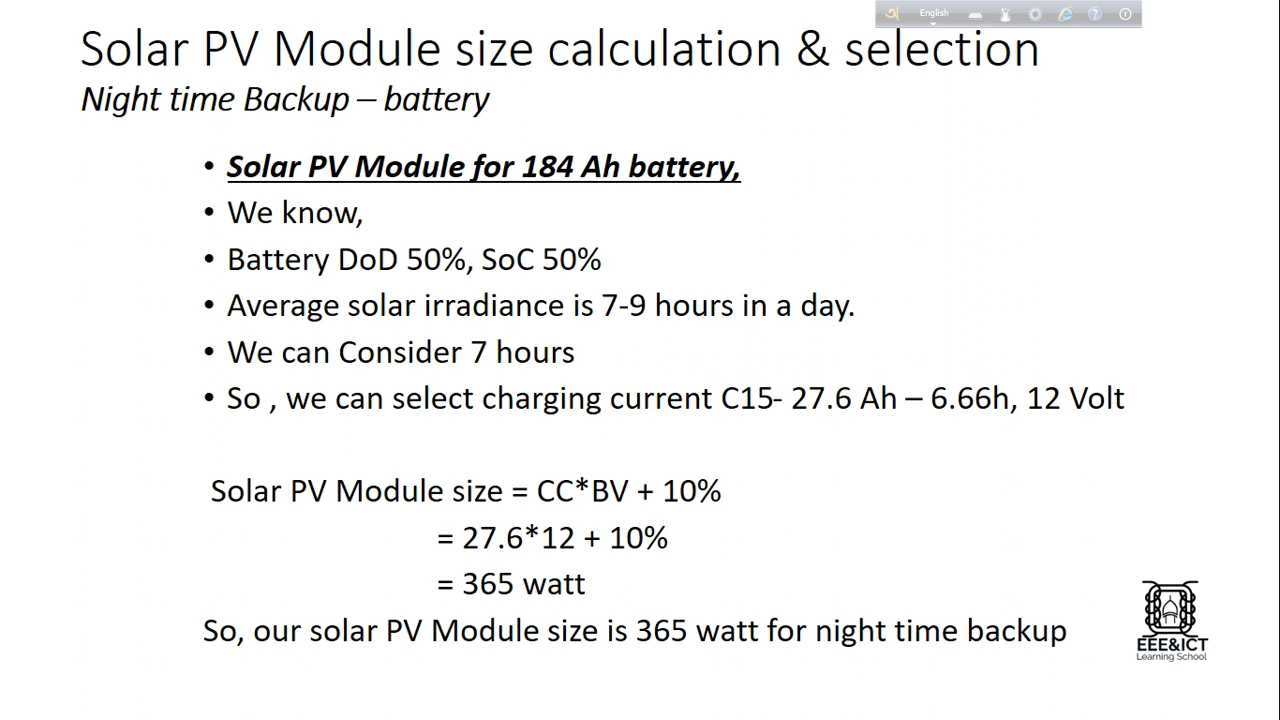 English
Solar PV Module size calculation & selection
Night time Backup – battery
• Solar PV Module for 184 Ah battery,
• We know,
• Battery DoD 50%, SoC 50%
• Average solar irradiance is 7-9 hours in a day.
• We can Consider 7 hours
• So , we can select charging current C15- 27.6 Ah – 6.66h, 12 Volt
Solar PV Module size = CC*BV + 10%
= 27.6*12 + 10%
= 365 watt
So, our solar PV Module size is 365 watt for night time backup
EEE&ICT
Learning School